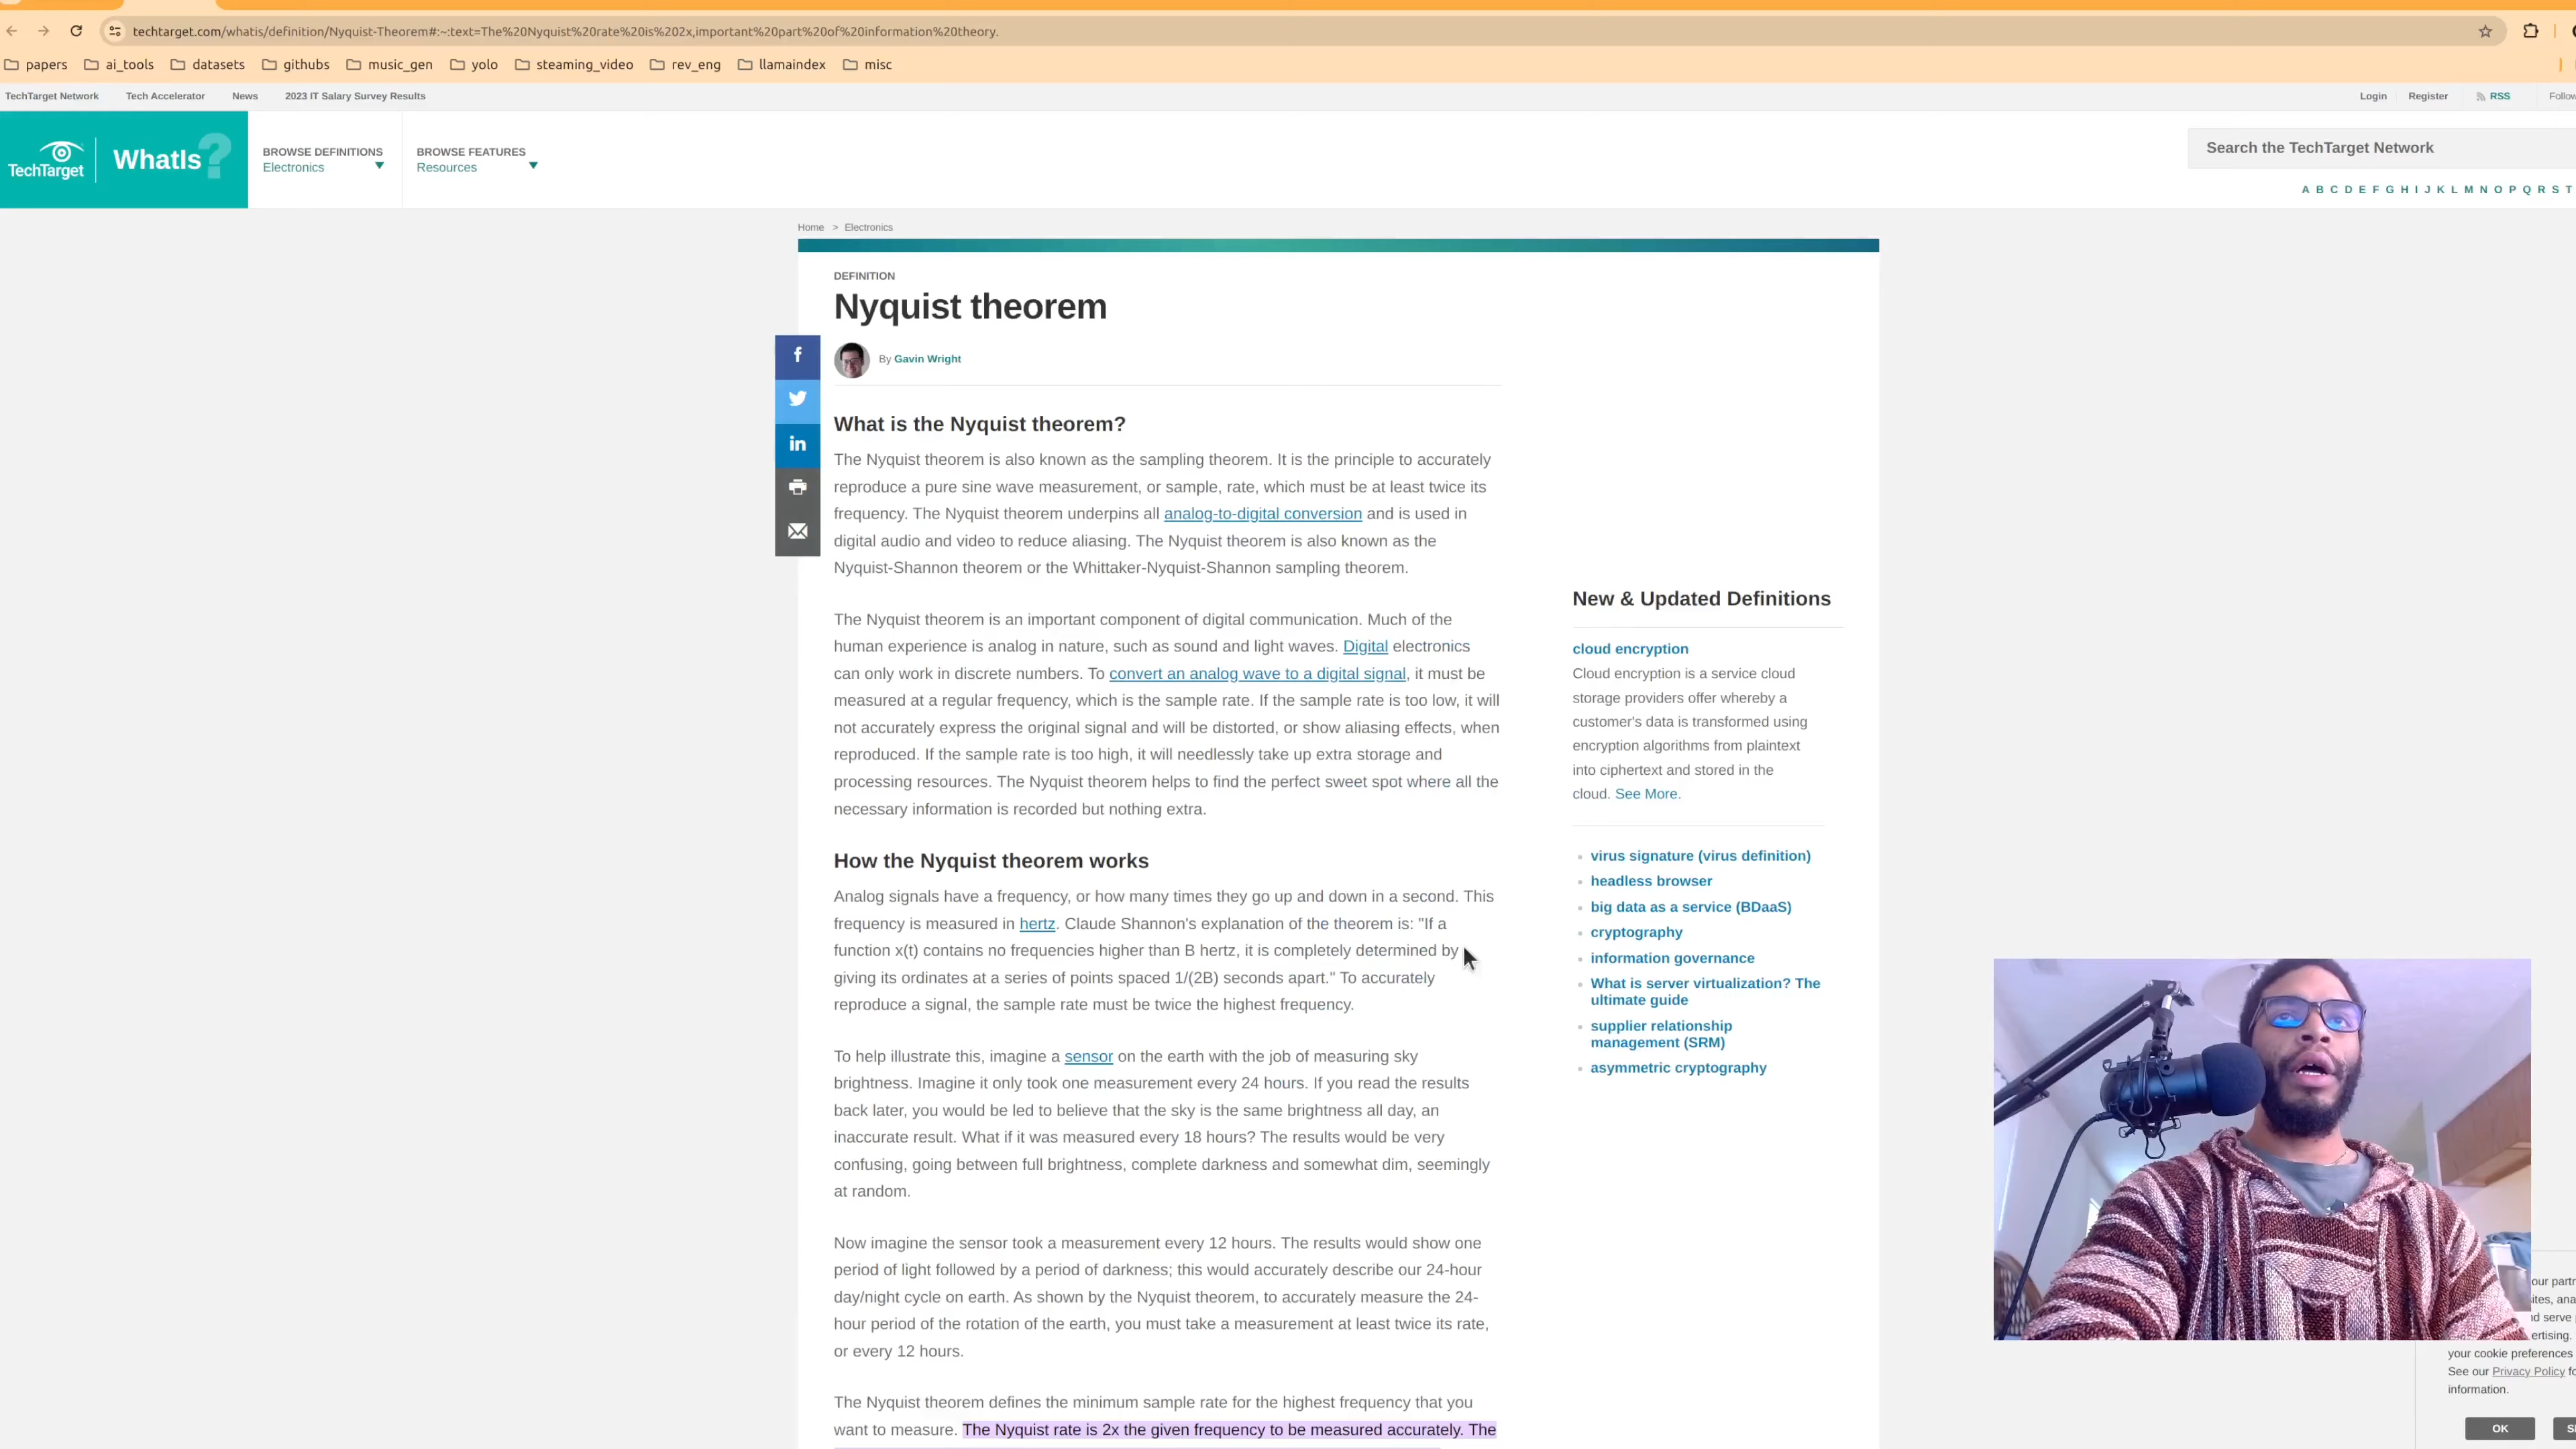 techtarget.com/whatis/definition/Nyquist-Theorem#:~:text=The%20Nyquist%20rate%20is%202x,important%20part%20of%20information%20theory.
papers ai_tools datasets githubs music_gen yolo steaming_video rev_eng llamaindex misc
TechTarget Network Tech Accelerator News 2023 IT Salary Survey Results Login Register RSS
TechTarget WhatIs?
BROWSE DEFINITIONS
Electronics
BROWSE FEATURES
Resources
Search the TechTarget Network
A B C D E F G H I J K L M N O P Q R S T
Home > Electronics
DEFINITION
Nyquist theorem
By Gavin Wright
What is the Nyquist theorem?
The Nyquist theorem is also known as the sampling theorem. It is the principle to accurately
reproduce a pure sine wave measurement, or sample, rate, which must be at least twice its
frequency. The Nyquist theorem underpins all analog-to-digital conversion and is used in
digital audio and video to reduce aliasing. The Nyquist theorem is also known as the
Nyquist-Shannon theorem or the Whittaker-Nyquist-Shannon sampling theorem.
The Nyquist theorem is an important component of digital communication. Much of the
human experience is analog in nature, such as sound and light waves. Digital electronics
can only work in discrete numbers. To convert an analog wave to a digital signal, it must be
measured at a regular frequency, which is the sample rate. If the sample rate is too low, it will
not accurately express the original signal and will be distorted, or show aliasing effects, when
reproduced. If the sample rate is too high, it will needlessly take up extra storage and
processing resources. The Nyquist theorem helps to find the perfect sweet spot where all the
necessary information is recorded but nothing extra.
How the Nyquist theorem works
Analog signals have a frequency, or how many times they go up and down in a second. This
frequency is measured in hertz. Claude Shannon's explanation of the theorem is: "If a
function x(t) contains no frequencies higher than B hertz, it is completely determined by
giving its ordinates at a series of points spaced 1/(2B) seconds apart." To accurately
reproduce a signal, the sample rate must be twice the highest frequency.
To help illustrate this, imagine a sensor on the earth with the job of measuring sky
brightness. Imagine it only took one measurement every 24 hours. If you read the results
back later, you would be led to believe that the sky is the same brightness all day, an
inaccurate result. What if it was measured every 18 hours? The results would be very
confusing, going between full brightness, complete darkness and somewhat dim, seemingly
at random.
Now imagine the sensor took a measurement every 12 hours. The results would show one
period of light followed by a period of darkness; this would accurately describe our 24-hour
day/night cycle on earth. As shown by the Nyquist theorem, to accurately measure the 24-
hour period of the rotation of the earth, you must take a measurement at least twice its rate,
or every 12 hours.
The Nyquist theorem defines the minimum sample rate for the highest frequency that you
want to measure. The Nyquist rate is 2x the given frequency to be measured accurately. The
New & Updated Definitions
cloud encryption
Cloud encryption is a service cloud
storage providers offer whereby a
customer's data is transformed using
encryption algorithms from plaintext
into ciphertext and stored in the
cloud. See More.
virus signature (virus definition)
headless browser
big data as a service (BDaaS)
cryptography
information governance
What is server virtualization? The
ultimate guide
supplier relationship
management (SRM)
asymmetric cryptography
your cookie preferences
See our Privacy Policy
information.
OK